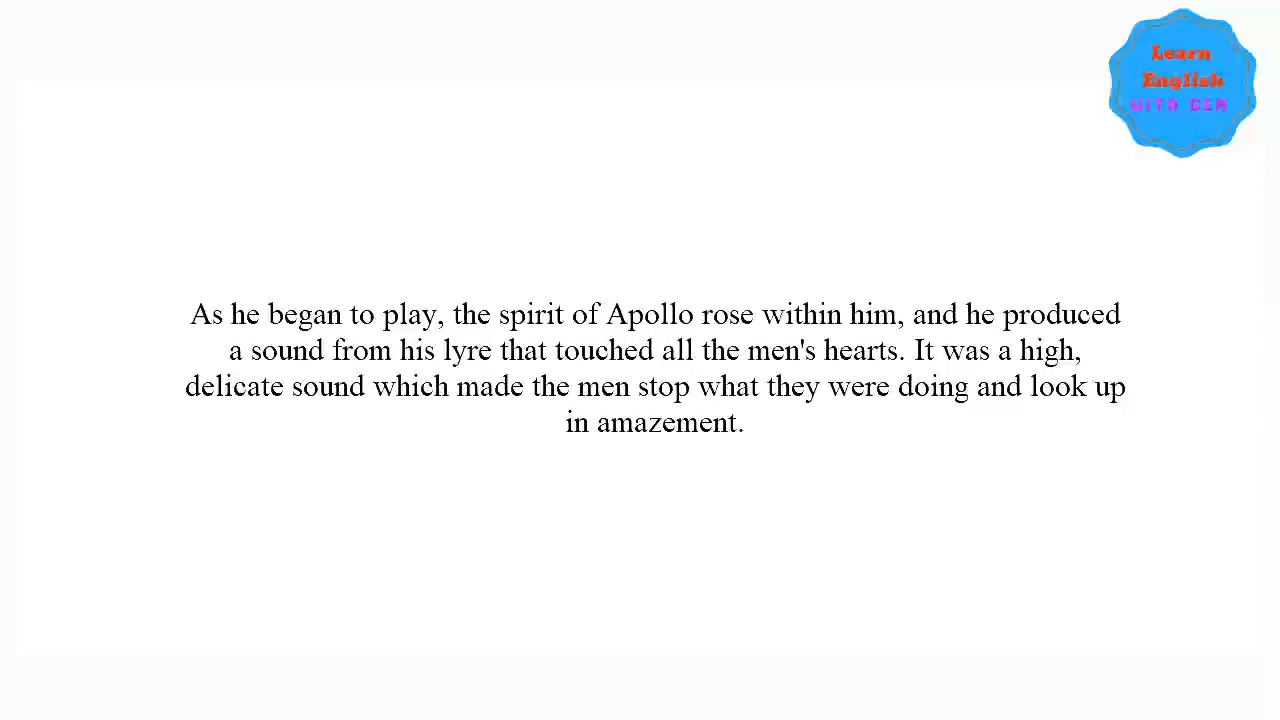 Learn
English
WITH BEN
As he began to play, the spirit of Apollo rose within him, and he produced
a sound from his lyre that touched all the men's hearts. It was a high,
delicate sound which made the men stop what they were doing and look up
in amazement.